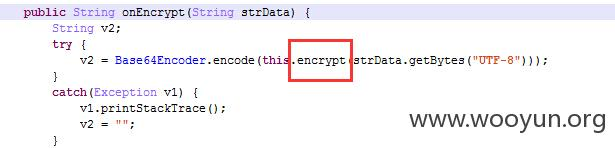 public String onEncrypt(String strData) {
String v2;
try {
v2 = Base64Encoder.encode(this.encrypt(strData.getBytes("UTF-8")));
}
catch(Exception v1) {
v1.printStackTrace();
v2 = "";
}
www.wooyun.org